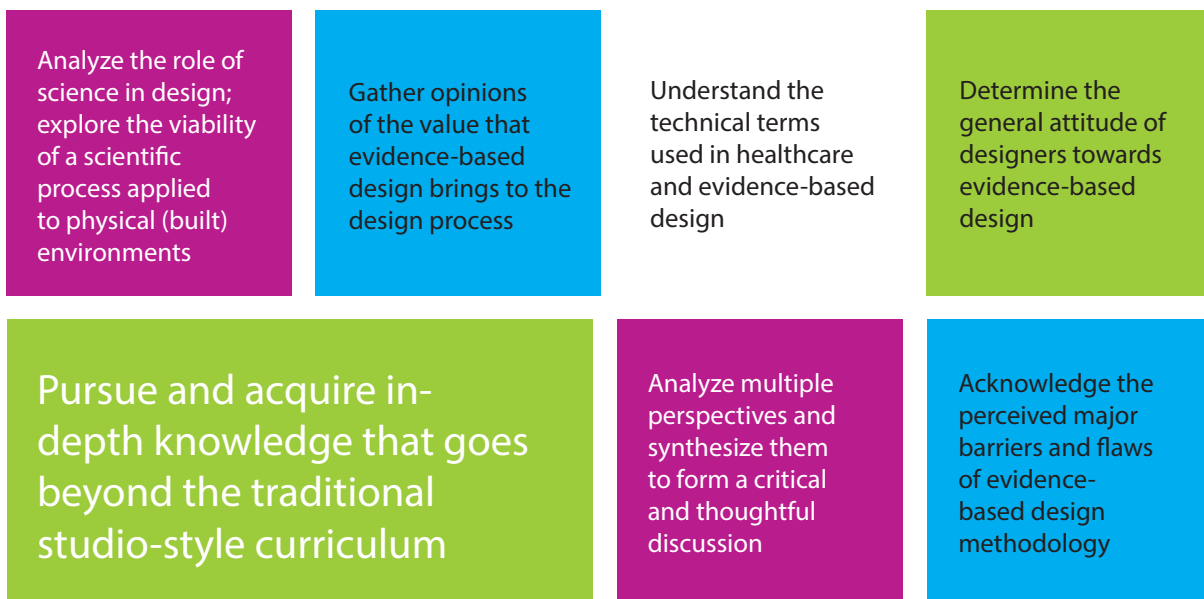 Analyze the role of
science in design;
explore the viability
of a scientific
process applied
to physical (built)
environments
Gather opinions
of the value that
evidence-based
design brings to the
design process
Understand the
technical terms
used in healthcare
and evidence-based
design
Determine the
general attitude of
designers towards
evidence-based
design
Pursue and acquire in-
depth knowledge that goes
beyond the traditional
studio-style curriculum
Analyze multiple
perspectives and
synthesize them
to form a critical
and thoughtful
discussion
Acknowledge the
perceived major
barriers and flaws
of evidence-
based design
methodology